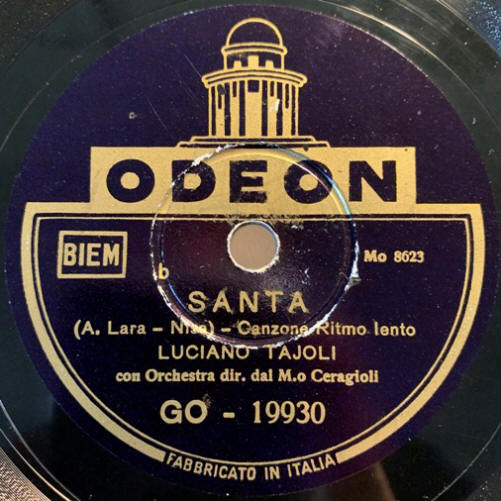 ODEON
BIEM
Mo 8623
b
SANTA
(A. Lara - Nisa) - Canzone Ritmo lento
LUCIANO TAJOLI
con Orchestra dir. dal M.o Ceragioli
GO - 19930
FABBRICATO IN ITALIA